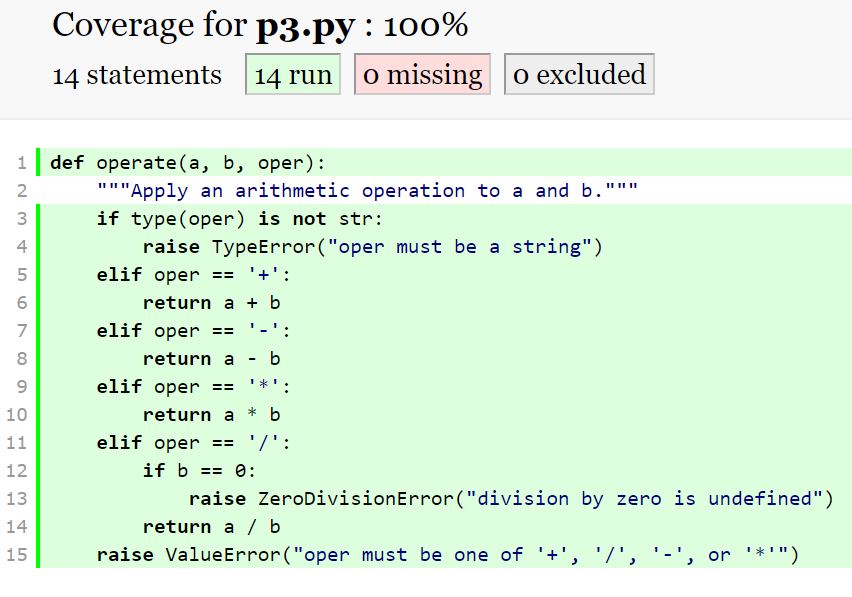 Coverage for p3.py : 100%
14 statements 14 run 0 missing 0 excluded
1 def operate(a, b, oper):
2     """Apply an arithmetic operation to a and b."""
3     if type(oper) is not str:
4         raise TypeError("oper must be a string")
5     elif oper == '+':
6         return a + b
7     elif oper == '-':
8         return a - b
9     elif oper == '*':
10         return a * b
11     elif oper == '/':
12         if b == 0:
13             raise ZeroDivisionError("division by zero is undefined")
14         return a / b
15     raise ValueError("oper must be one of '+', '/', '-', or '*'")